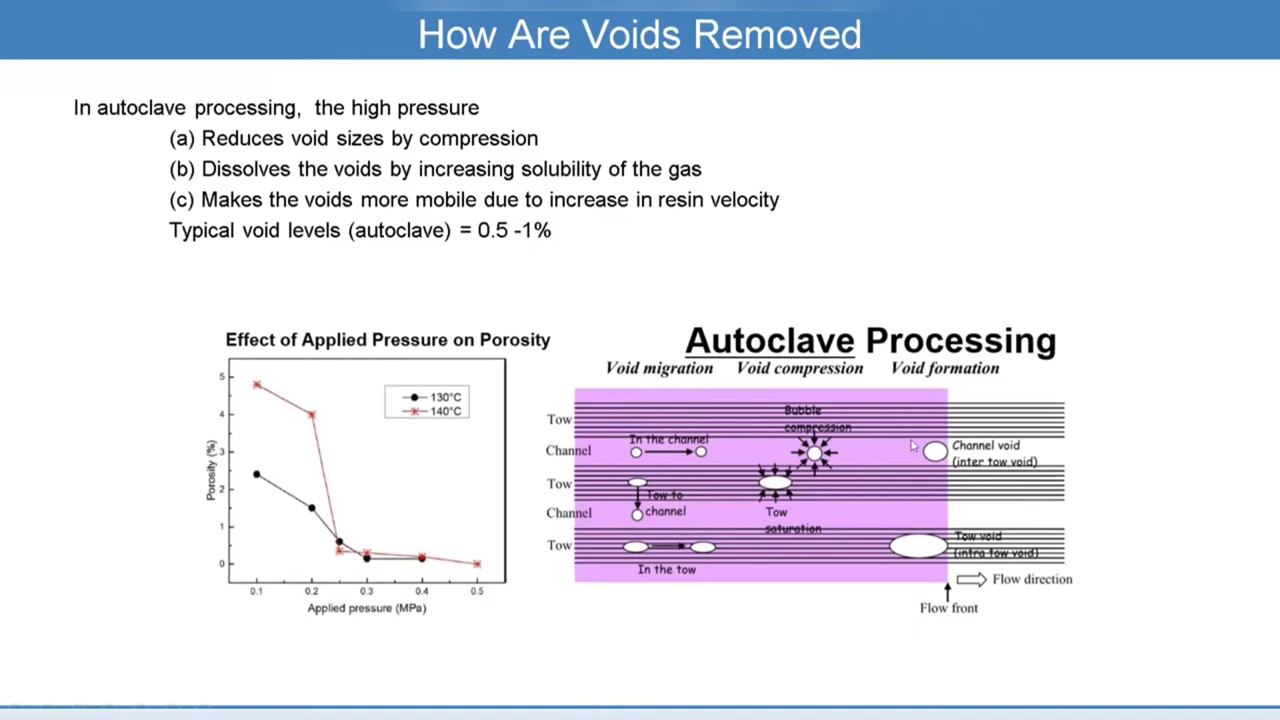 How Are Voids Removed
In autoclave processing, the high pressure
(a) Reduces void sizes by compression
(b) Dissolves the voids by increasing solubility of the gas
(c) Makes the voids more mobile due to increase in resin velocity
Typical void levels (autoclave) = 0.5 -1%
Effect of Applied Pressure on Porosity
5
4
3
2
1
0
Porosity (%)
130°C
140°C
0.1 0.2 0.3 0.4 0.5
Applied pressure (MPa)
Autoclave Processing
Void migration Void compression Void formation
Tow
Channel
Tow
Channel
Tow
In the channel
Tow to
channel
In the tow
Bubble
compression
Tow
saturation
Channel void
(inter tow void)
Tow void
(intra tow void)
Flow direction
Flow front